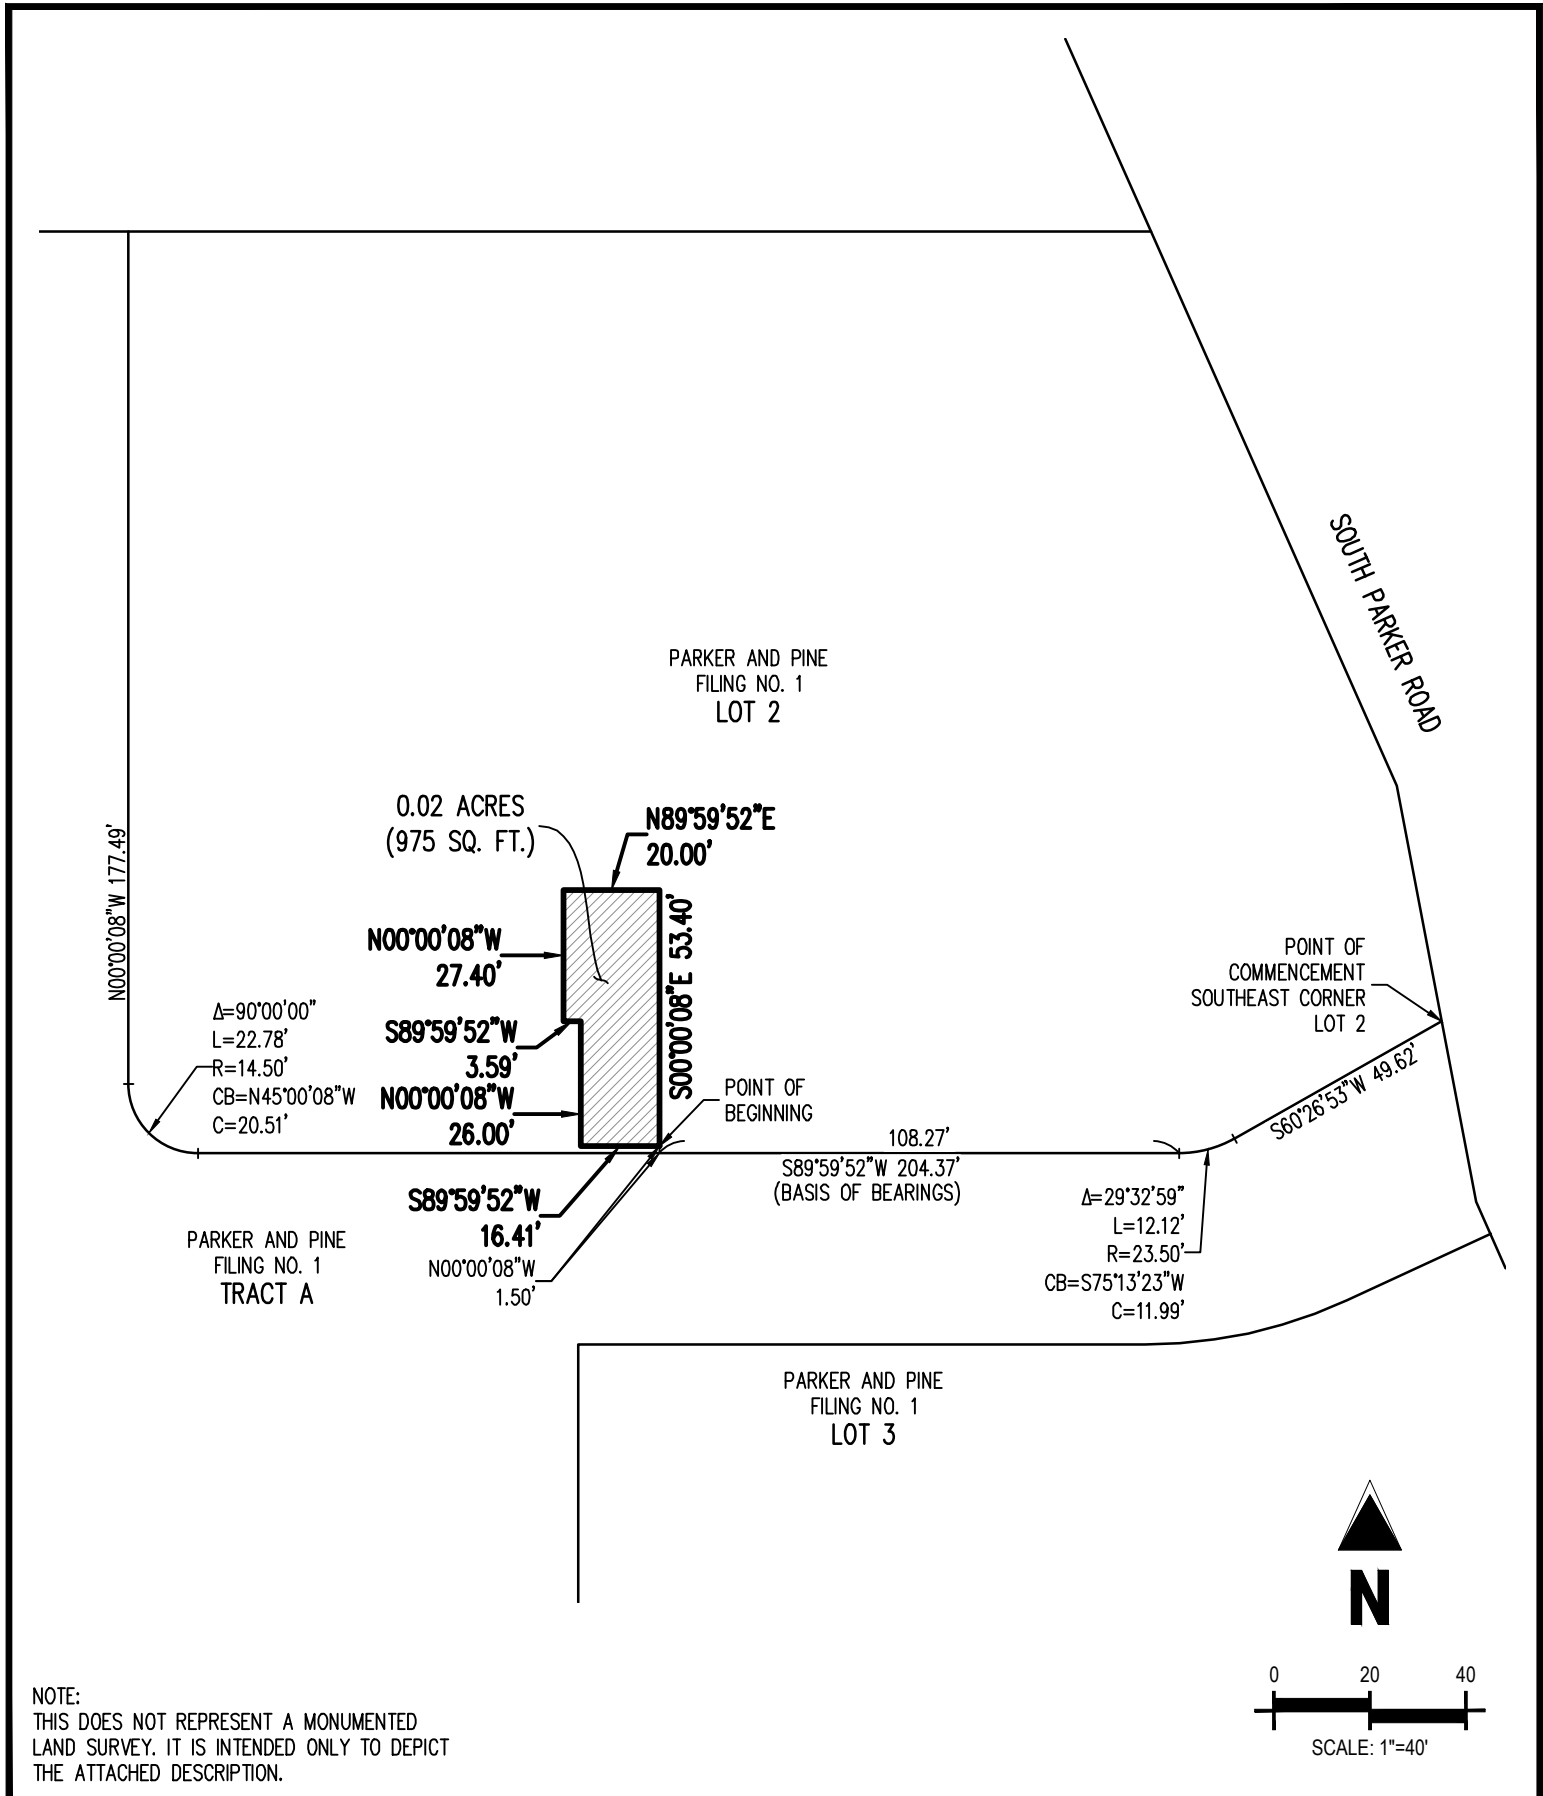 SOUTH PARKER ROAD
PARKER AND PINE
FILING NO. 1
LOT 2
0.02 ACRES
(975 SQ. FT.)
N89°59'52"E
20.00'
N00°00'08"W 177.49'
N00°00'08"W
27.40'
S00°00'08"E 53.40'
S89°59'52"W
3.59'
N00°00'08"W
26.00'
POINT OF
COMMENCEMENT
SOUTHEAST CORNER
LOT 2
Δ=90°00'00"
L=22.78'
R=14.50'
CB=N45°00'08"W
C=20.51'
POINT OF
BEGINNING
S60°26'53"W 49.62'
108.27'
S89°59'52"W 204.37'
(BASIS OF BEARINGS)
S89°59'52"W
16.41'
N00°00'08"W
1.50'
Δ=29°32'59"
L=12.12'
R=23.50'
CB=S75°13'23"W
C=11.99'
PARKER AND PINE
FILING NO. 1
TRACT A
PARKER AND PINE
FILING NO. 1
LOT 3
N
0 20 40
SCALE: 1"=40'
NOTE:
THIS DOES NOT REPRESENT A MONUMENTED
LAND SURVEY. IT IS INTENDED ONLY TO DEPICT
THE ATTACHED DESCRIPTION.